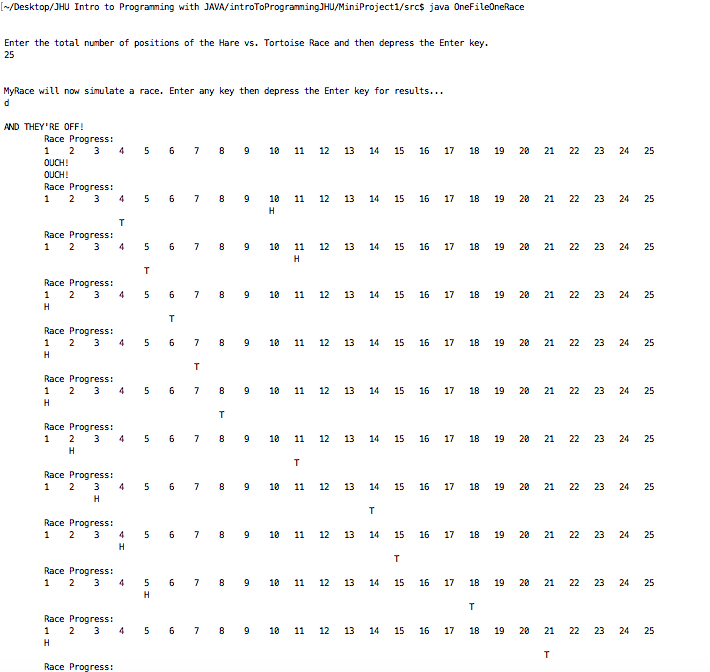 [~/Desktop/JHU Intro to Programming with JAVA/introToProgrammingJHU/MiniProject1/src$ java OneFileOneRace
Enter the total number of positions of the Hare vs. Tortoise Race and then depress the Enter key.
25
MyRace will now simulate a race. Enter any key then depress the Enter key for results...
d
AND THEY'RE OFF!
Race Progress:
1 2 3 4 5 6 7 8 9 10 11 12 13 14 15 16 17 18 19 20 21 22 23 24 25
OUCH!
OUCH!
Race Progress:
1 2 3 4 5 6 7 8 9 10 11 12 13 14 15 16 17 18 19 20 21 22 23 24 25
H
T
Race Progress:
1 2 3 4 5 6 7 8 9 10 11 12 13 14 15 16 17 18 19 20 21 22 23 24 25
H
T
Race Progress:
1 2 3 4 5 6 7 8 9 10 11 12 13 14 15 16 17 18 19 20 21 22 23 24 25
H
T
Race Progress:
1 2 3 4 5 6 7 8 9 10 11 12 13 14 15 16 17 18 19 20 21 22 23 24 25
H
T
Race Progress:
1 2 3 4 5 6 7 8 9 10 11 12 13 14 15 16 17 18 19 20 21 22 23 24 25
H
T
Race Progress:
1 2 3 4 5 6 7 8 9 10 11 12 13 14 15 16 17 18 19 20 21 22 23 24 25
H
T
Race Progress:
1 2 3 4 5 6 7 8 9 10 11 12 13 14 15 16 17 18 19 20 21 22 23 24 25
H
T
Race Progress:
1 2 3 4 5 6 7 8 9 10 11 12 13 14 15 16 17 18 19 20 21 22 23 24 25
H
T
Race Progress:
1 2 3 4 5 6 7 8 9 10 11 12 13 14 15 16 17 18 19 20 21 22 23 24 25
H
T
Race Progress:
1 2 3 4 5 6 7 8 9 10 11 12 13 14 15 16 17 18 19 20 21 22 23 24 25
H
T
Race Progress: